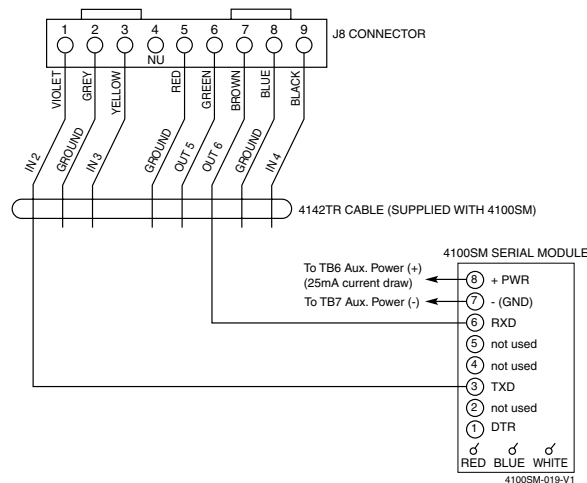 1 2 3 4 5 6 7 8 9
J8 CONNECTOR
NU
VIOLET
GREY
YELLOW
RED
GREEN
BROWN
BLUE
BLACK
IN 2
GROUND
IN 3
GROUND
OUT 5
OUT 6
GROUND
IN 4
4142TR CABLE (SUPPLIED WITH 4100SM)
4100SM SERIAL MODULE
To TB6 Aux. Power (+)
(25mA current draw)
To TB7 Aux. Power (-)
8 + PWR
7 - (GND)
6 RXD
5 not used
4 not used
3 TXD
2 not used
1 DTR
RED BLUE WHITE
4100SM-019-V1